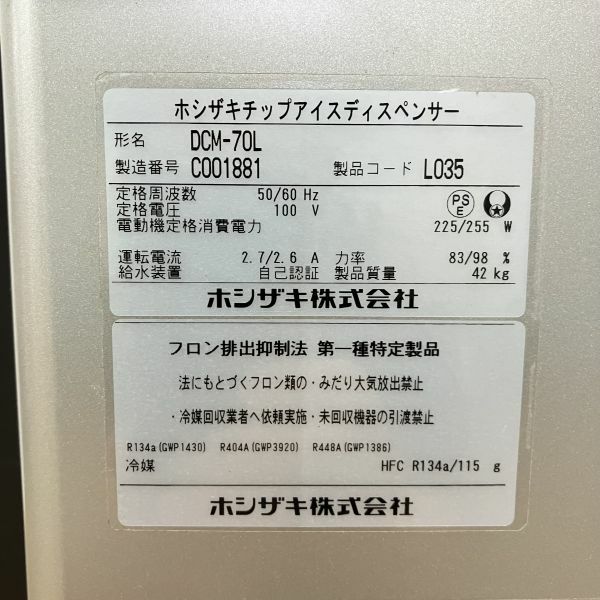 ホシザキチップアイスディスペンサー
形名 DCM-70L
製造番号 C001881 製品コード L035
定格周波数 50/60 Hz
定格電圧 100 V
PS
E
電動機定格消費電力 225/255 W
運転電流 2.7/2.6 A 力率 83/98 %
給水装置 自己認証 製品質量 42 kg
ホシザキ株式会社
フロン排出抑制法 第一種特定製品
法にもとづくフロン類の・みだり大気放出禁止
・冷媒回収業者へ依頼実施・未回収機器の引渡禁止
R134a(GWP1430) R404A(GWP3920) R448A(GWP1386)
冷媒 HFC R134a/115 g
ホシザキ株式会社